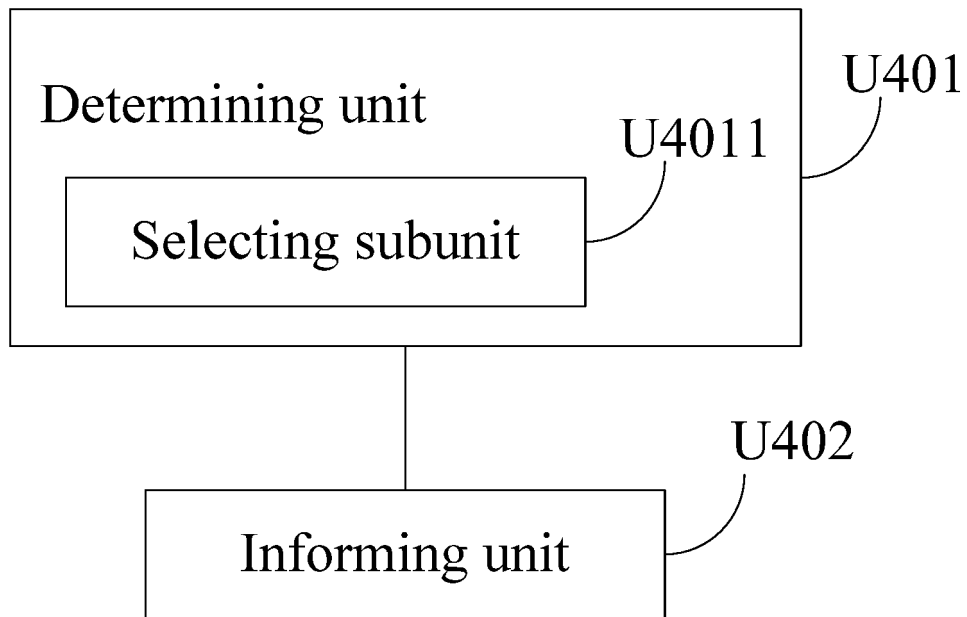 U401
Determining unit
U4011
Selecting subunit
U402
Informing unit